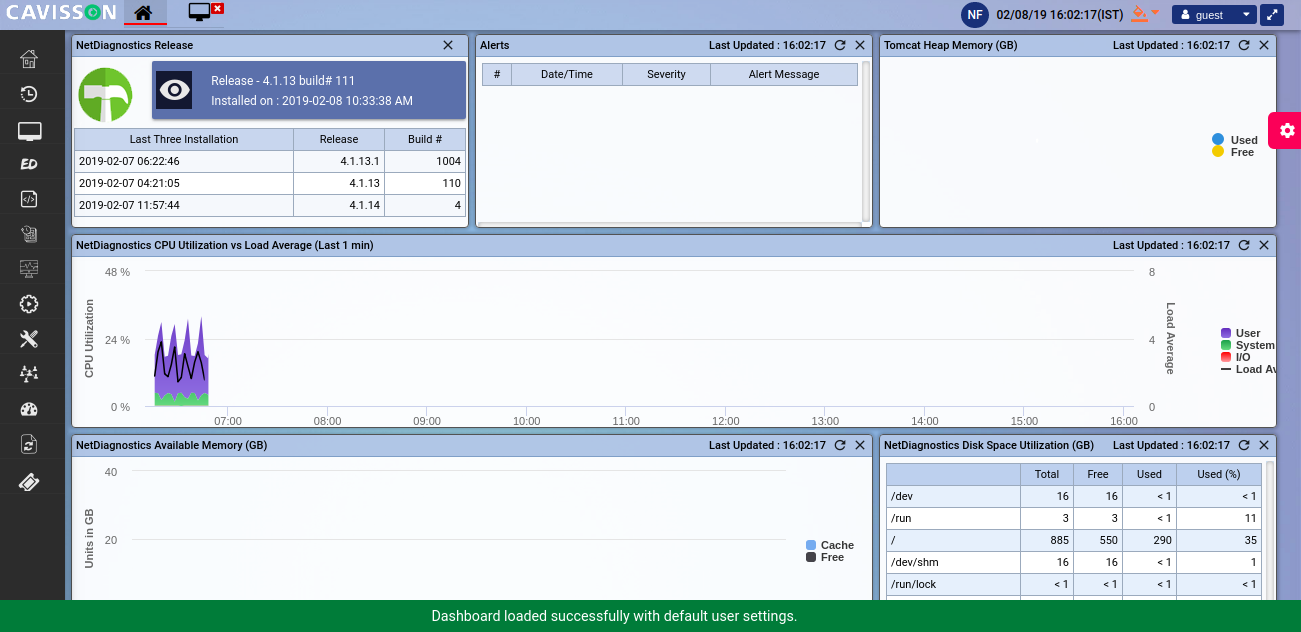 CAVISSON
NF 02/08/19 16:02:17(IST) guest
NetDiagnostics Release
Release - 4.1.13 build# 111
Installed on : 2019-02-08 10:33:38 AM
Last Three Installation Release Build #
2019-02-07 06:22:46 4.1.13.1 1004
2019-02-07 04:21:05 4.1.13 110
2019-02-07 11:57:44 4.1.14 4
Alerts Last Updated : 16:02:17
# Date/Time Severity Alert Message
Tomcat Heap Memory (GB) Last Updated : 16:02:17
Used
Free
ED
NetDiagnostics CPU Utilization vs Load Average (Last 1 min) Last Updated : 16:02:17
48 % 8
24 % 4
0 % 0
CPU Utilization
Load Average
User
System
I/O
Load Av
07:00 08:00 09:00 10:00 11:00 12:00 13:00 14:00 15:00 16:00
NetDiagnostics Available Memory (GB) Last Updated : 16:02:17
40
20
Units in GB
Cache
Free
NetDiagnostics Disk Space Utilization (GB) Last Updated : 16:02:17
Total Free Used Used (%)
/dev 16 16 < 1 < 1
/run 3 3 < 1 11
/ 885 550 290 35
/dev/shm 16 16 < 1 1
/run/lock < 1 < 1 < 1 < 1
Dashboard loaded successfully with default user settings.